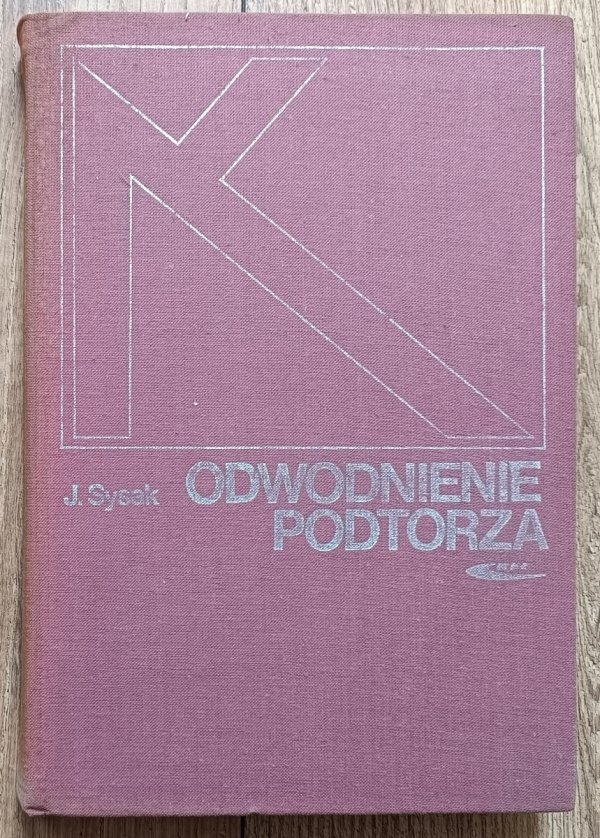 K
J. Sysak
ODWODNIENIE
PODTORZA